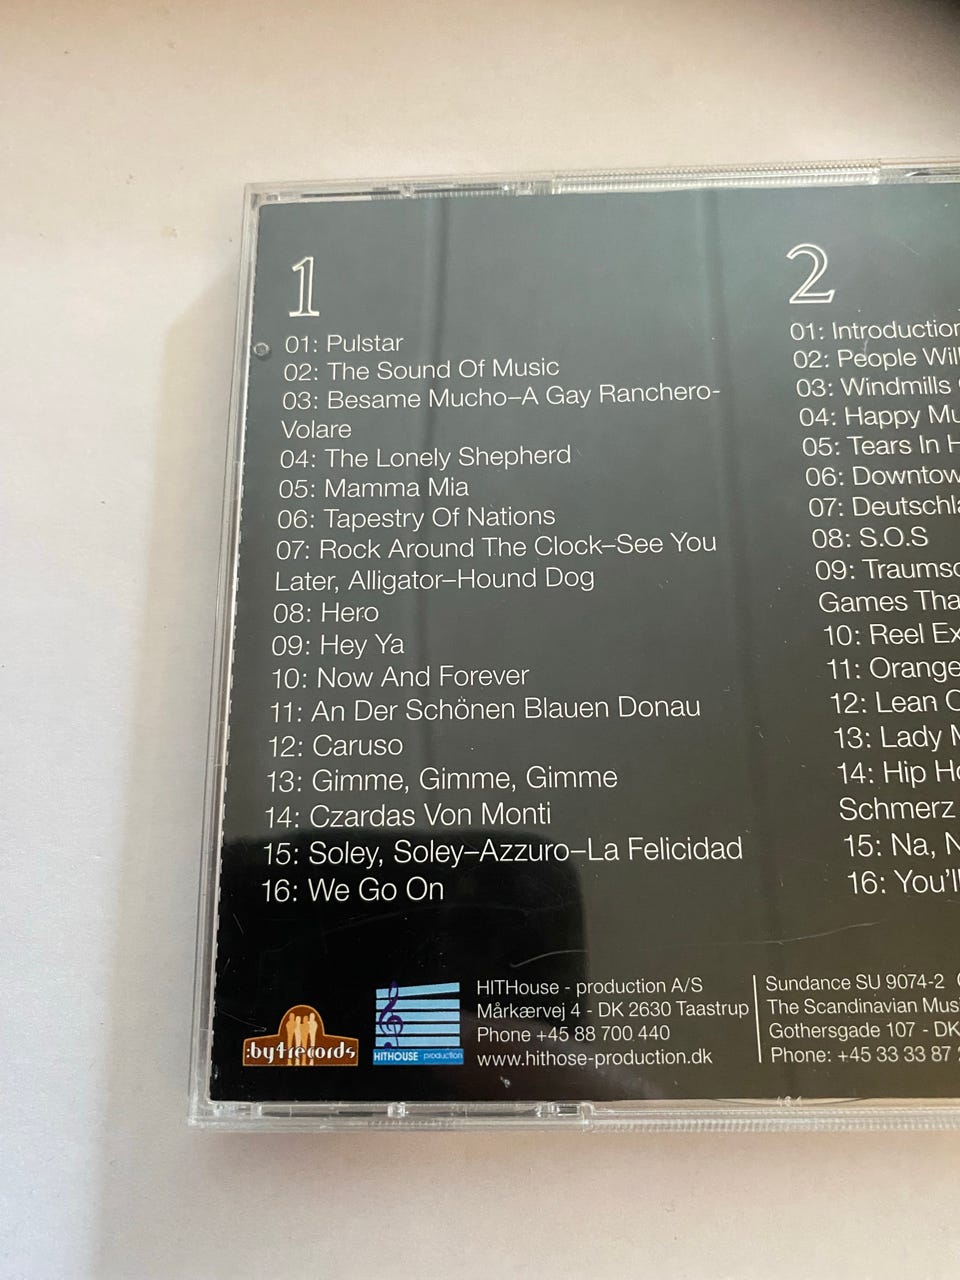 1
01: Pulstar
02: The Sound Of Music
03: Besame Mucho–A Gay Ranchero-
Volare
04: The Lonely Shepherd
05: Mamma Mia
06: Tapestry Of Nations
07: Rock Around The Clock–See You
Later, Alligator–Hound Dog
08: Hero
09: Hey Ya
10: Now And Forever
11: An Der Schönen Blauen Donau
12: Caruso
13: Gimme, Gimme, Gimme
14: Czardas Von Monti
15: Soley, Soley–Azzuro–La Felicidad
16: We Go On
2
01: Introduction
02: People Will
03: Windmills
04: Happy
05: Tears In
06: Downtow
07: Deutschl
08: S.O.S
09: Traumsc
Games Tha
10: Reel Ex
11: Orange
12: Lean
13: Lady
14: Hip
Schmerz
15: Na,
16: You'll
:by4records
HITHOUSE - production
HITHouse - production A/S
Mårkærvej 4 - DK 2630 Taastrup
Phone +45 88 700 440
www.hithose-production.dk
Sundance SU 9074-2
The Scandinavian Musi
Gothersgade 107 - DK
Phone: +45 33 33 87